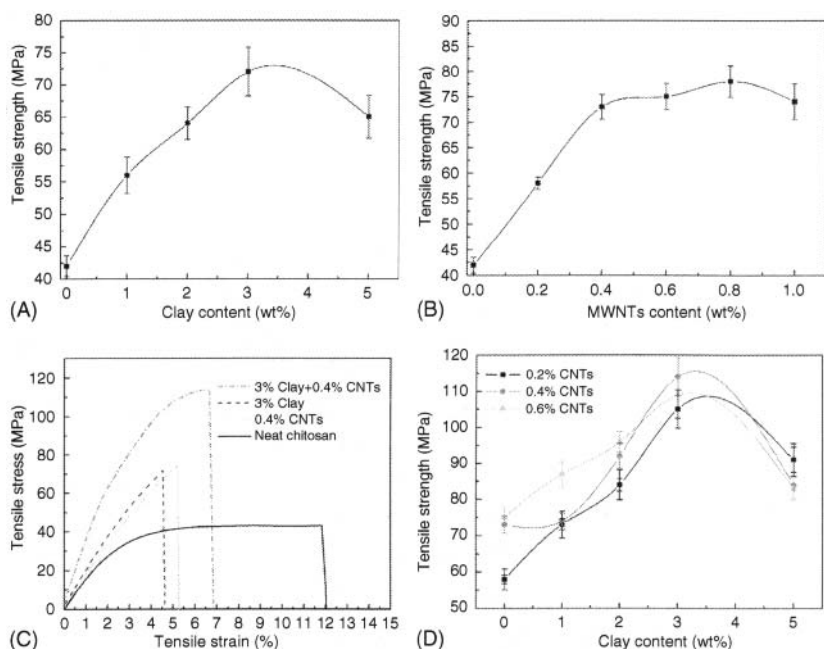 Tensile strength (MPa)
80
75
70
65
60
55
50
45
40
0 1 2 3 4 5
(A)
Clay content (wt%)
Tensile strength (MPa)
90
85
80
75
70
65
60
55
50
45
40
0.0 0.2 0.4 0.6 0.8 1.0
(B)
MWNTs content (wt%)
Tensile stress (MPa)
120
100
80
60
40
20
0
3% Clay+0.4% CNTs
3% Clay
0.4% CNTs
Neat chitosan
0 1 2 3 4 5 6 7 8 9 10 11 12 13 14 15
(C)
Tensile strain (%)
Tensile strength (MPa)
120
110
100
90
80
70
60
50
0.2% CNTs
0.4% CNTs
0.6% CNTs
0 1 2 3 4 5
(D)
Clay content (wt%)